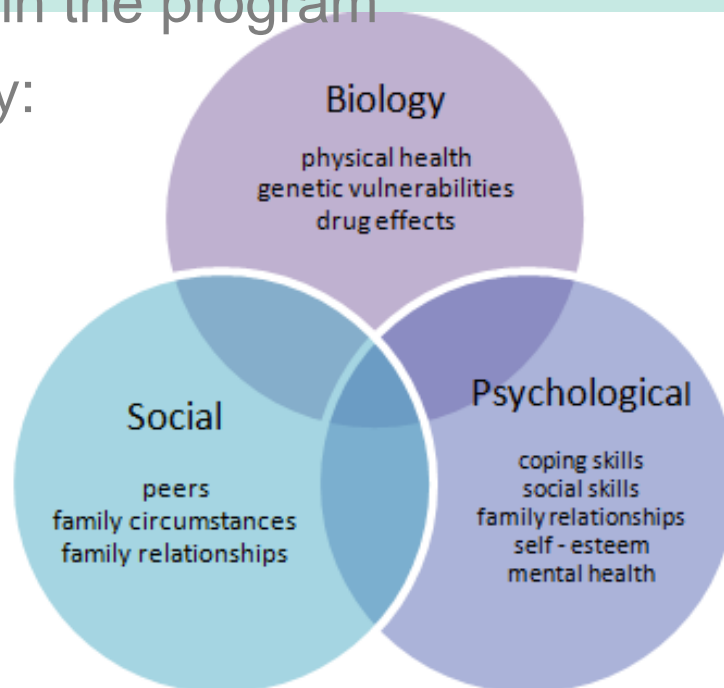 in the program
y:
Biology
physical health
genetic vulnerabilities
drug effects
Social
peers
family circumstances
family relationships
Psychological
coping skills
social skills
family relationships
self - esteem
mental health